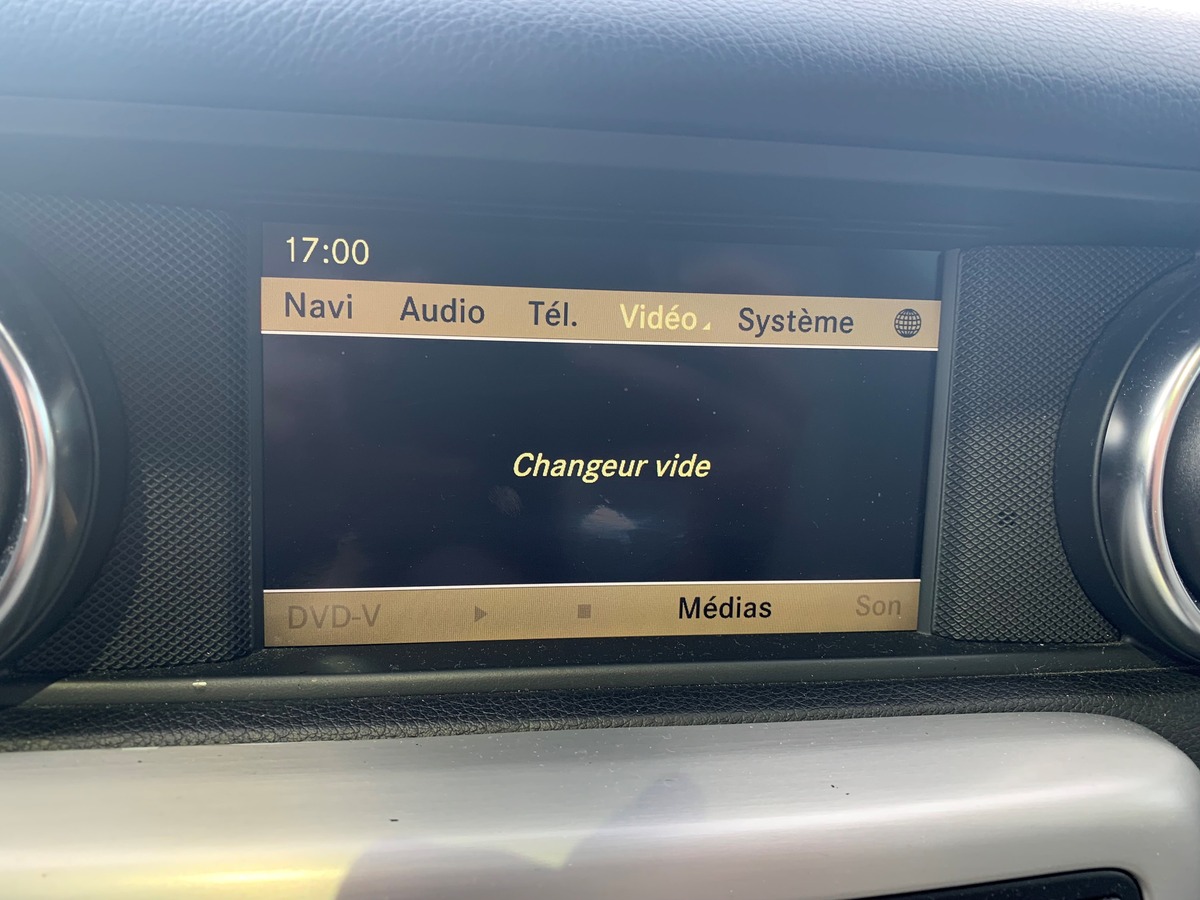 17:00
Navi Audio Tél. Vidéo Système
Changeur vide
DVD-V Médias Son